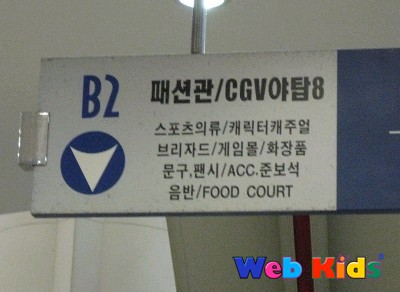 B2
패션관/CGV야탑8
스포츠의류/캐릭터캐주얼
브리자드/게임몰/화장품
문구.팬시/ACC.준보석
음반/FOOD COURT
Web Kids